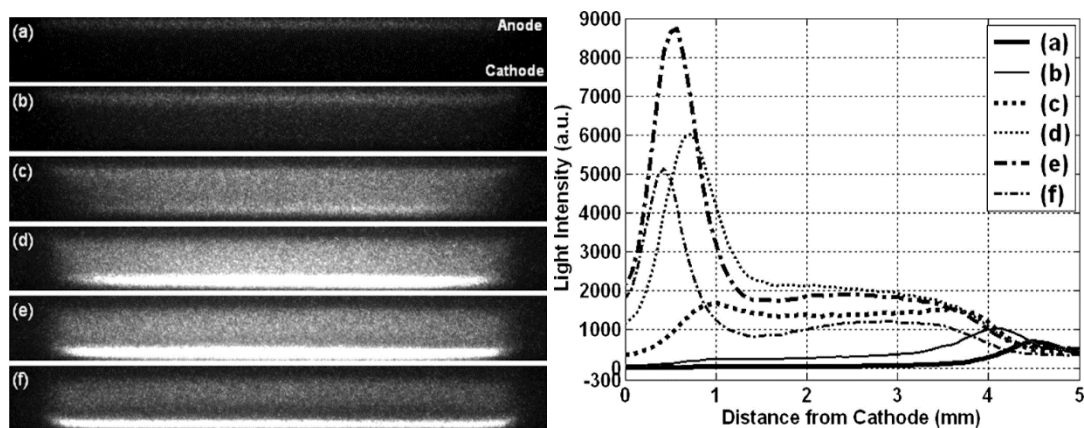 (a)
Anode
Cathode
(b)
(c)
(d)
(e)
(f)
9000
8000
7000
6000
5000
4000
3000
2000
1000
0
-300
Light Intensity (a.u.)
0 1 2 3 4 5
Distance from Cathode (mm)
(a)
(b)
(c)
(d)
(e)
(f)